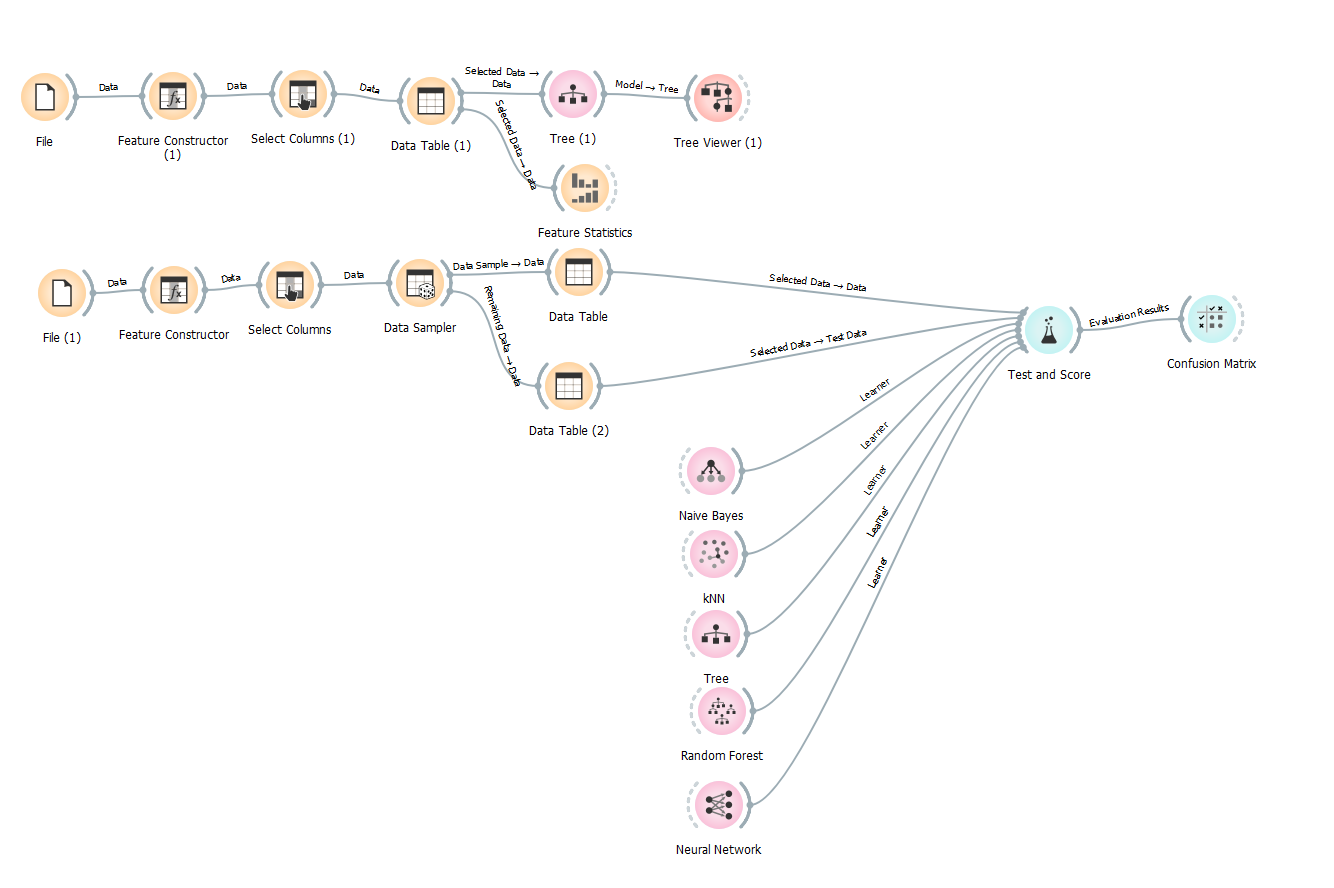 Data
Data
Data
Selected Data → Data
Model → Tree
File
Feature Constructor (1)
Select Columns (1)
Data Table (1)
Tree (1)
Tree Viewer (1)
Selected Data → Data
Feature Statistics
Data
Data
Data
Data Sample → Data
Selected Data → Data
File (1)
Feature Constructor
Select Columns
Data Sampler
Data Table
Remaining Data → Data
Selected Data → Test Data
Evaluation Results
Test and Score
Confusion Matrix
Data Table (2)
Learner
Learner
Learner
Learner
Learner
Naive Bayes
kNN
Tree
Random Forest
Neural Network